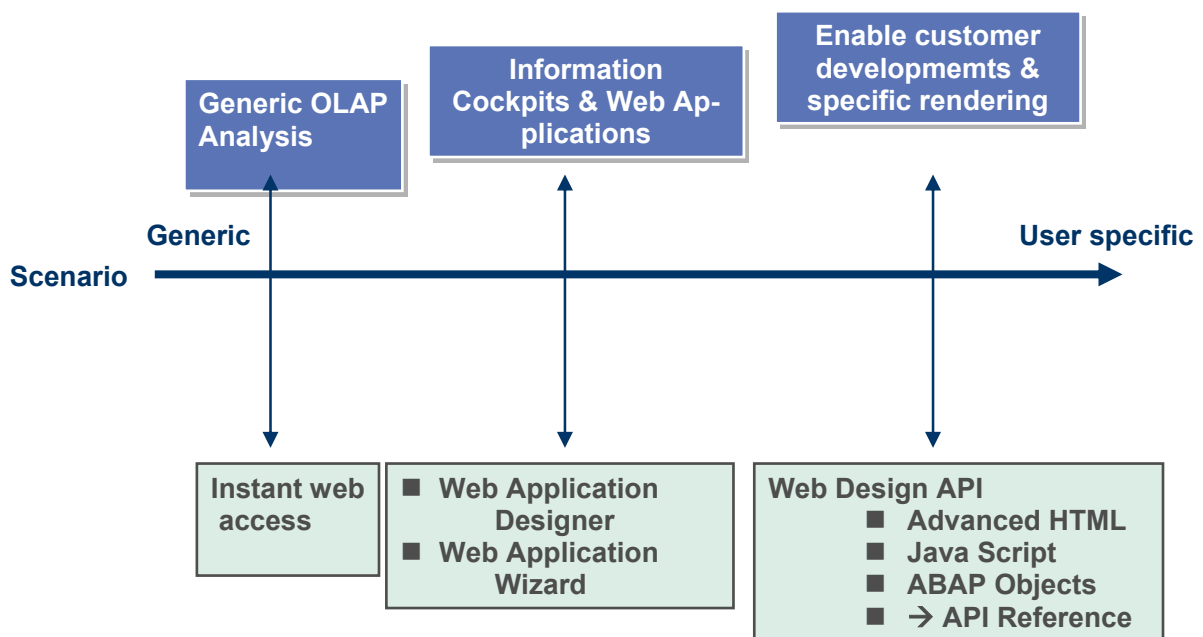 Generic OLAP
Analysis
Information
Cockpits & Web Ap-
plications
Enable customer
developmemts &
specific rendering
Generic
User specific
Scenario
Instant web
access
■ Web Application
Designer
■ Web Application
Wizard
Web Design API
■ Advanced HTML
■ Java Script
■ ABAP Objects
■ → API Reference